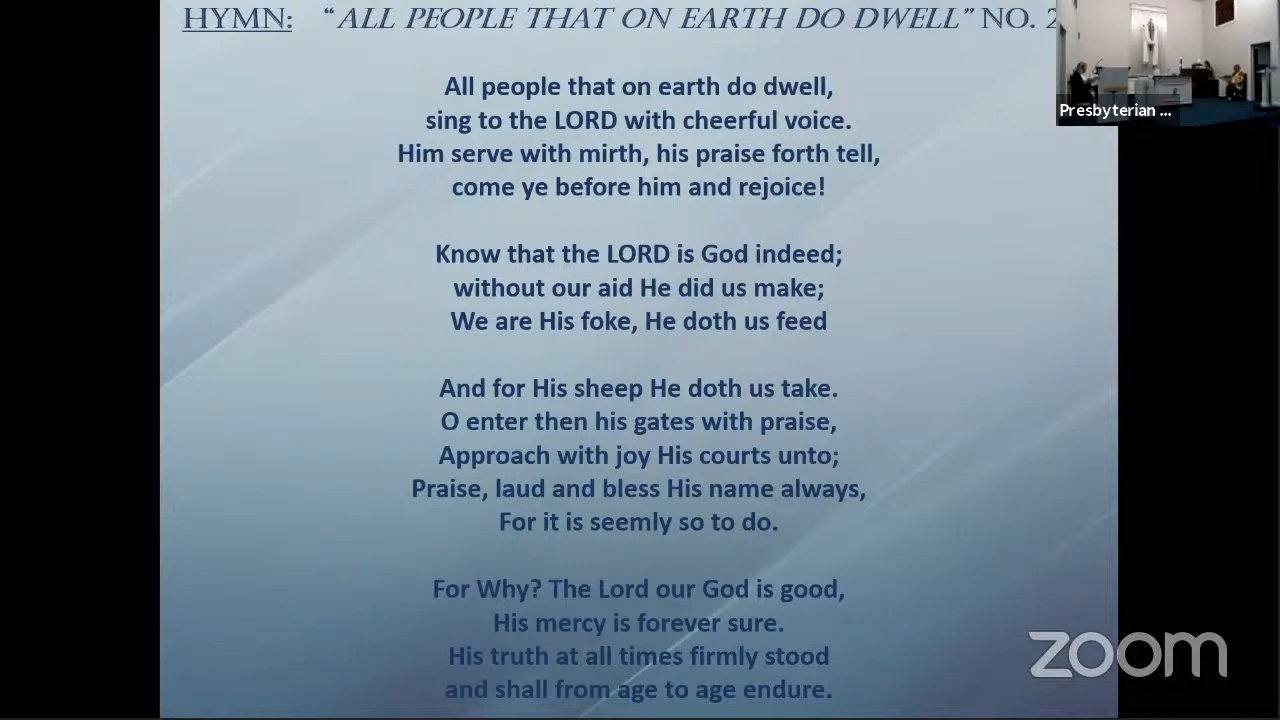 HYMN: “ALL PEOPLE THAT ON EARTH DO DWELL” NO. 2
All people that on earth do dwell,
sing to the LORD with cheerful voice.
Him serve with mirth, his praise forth tell,
come ye before him and rejoice!
Know that the LORD is God indeed;
without our aid He did us make;
We are His foke, He doth us feed
And for His sheep He doth us take.
O enter then his gates with praise,
Approach with joy His courts unto;
Praise, laud and bless His name always,
For it is seemly so to do.
For Why? The Lord our God is good,
His mercy is forever sure.
His truth at all times firmly stood
and shall from age to age endure.
Presbyterian ...
zoom